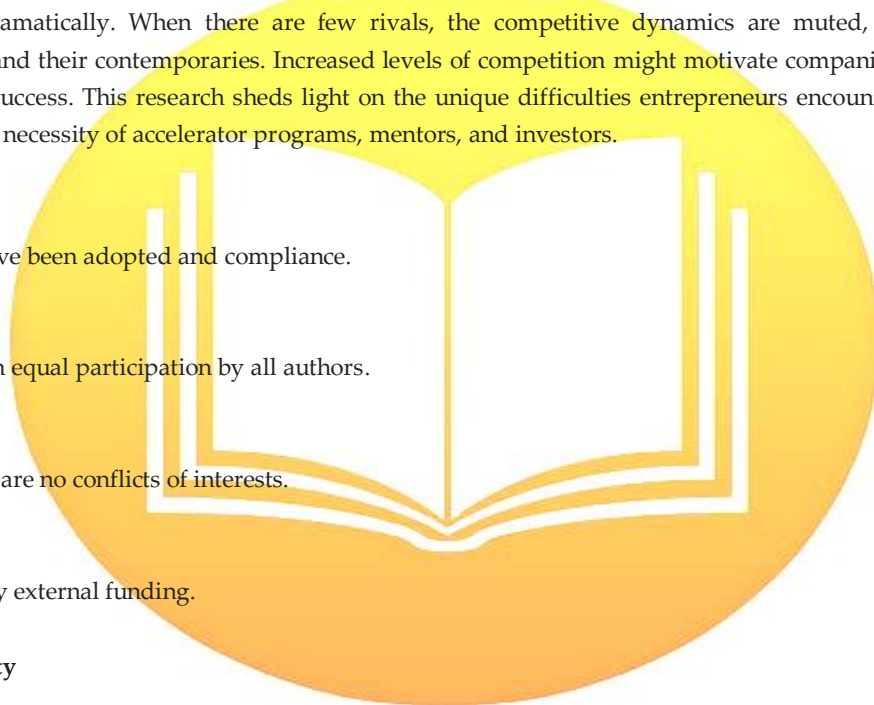 amatically. When there are few rivals, the competitive dynamics are muted,
and their contemporaries. Increased levels of competition might motivate compani
uccess. This research sheds light on the unique difficulties entrepreneurs encoun
necessity of accelerator programs, mentors, and investors.
ve been adopted and compliance.
equal participation by all authors.
are no conflicts of interests.
y external funding.
ty